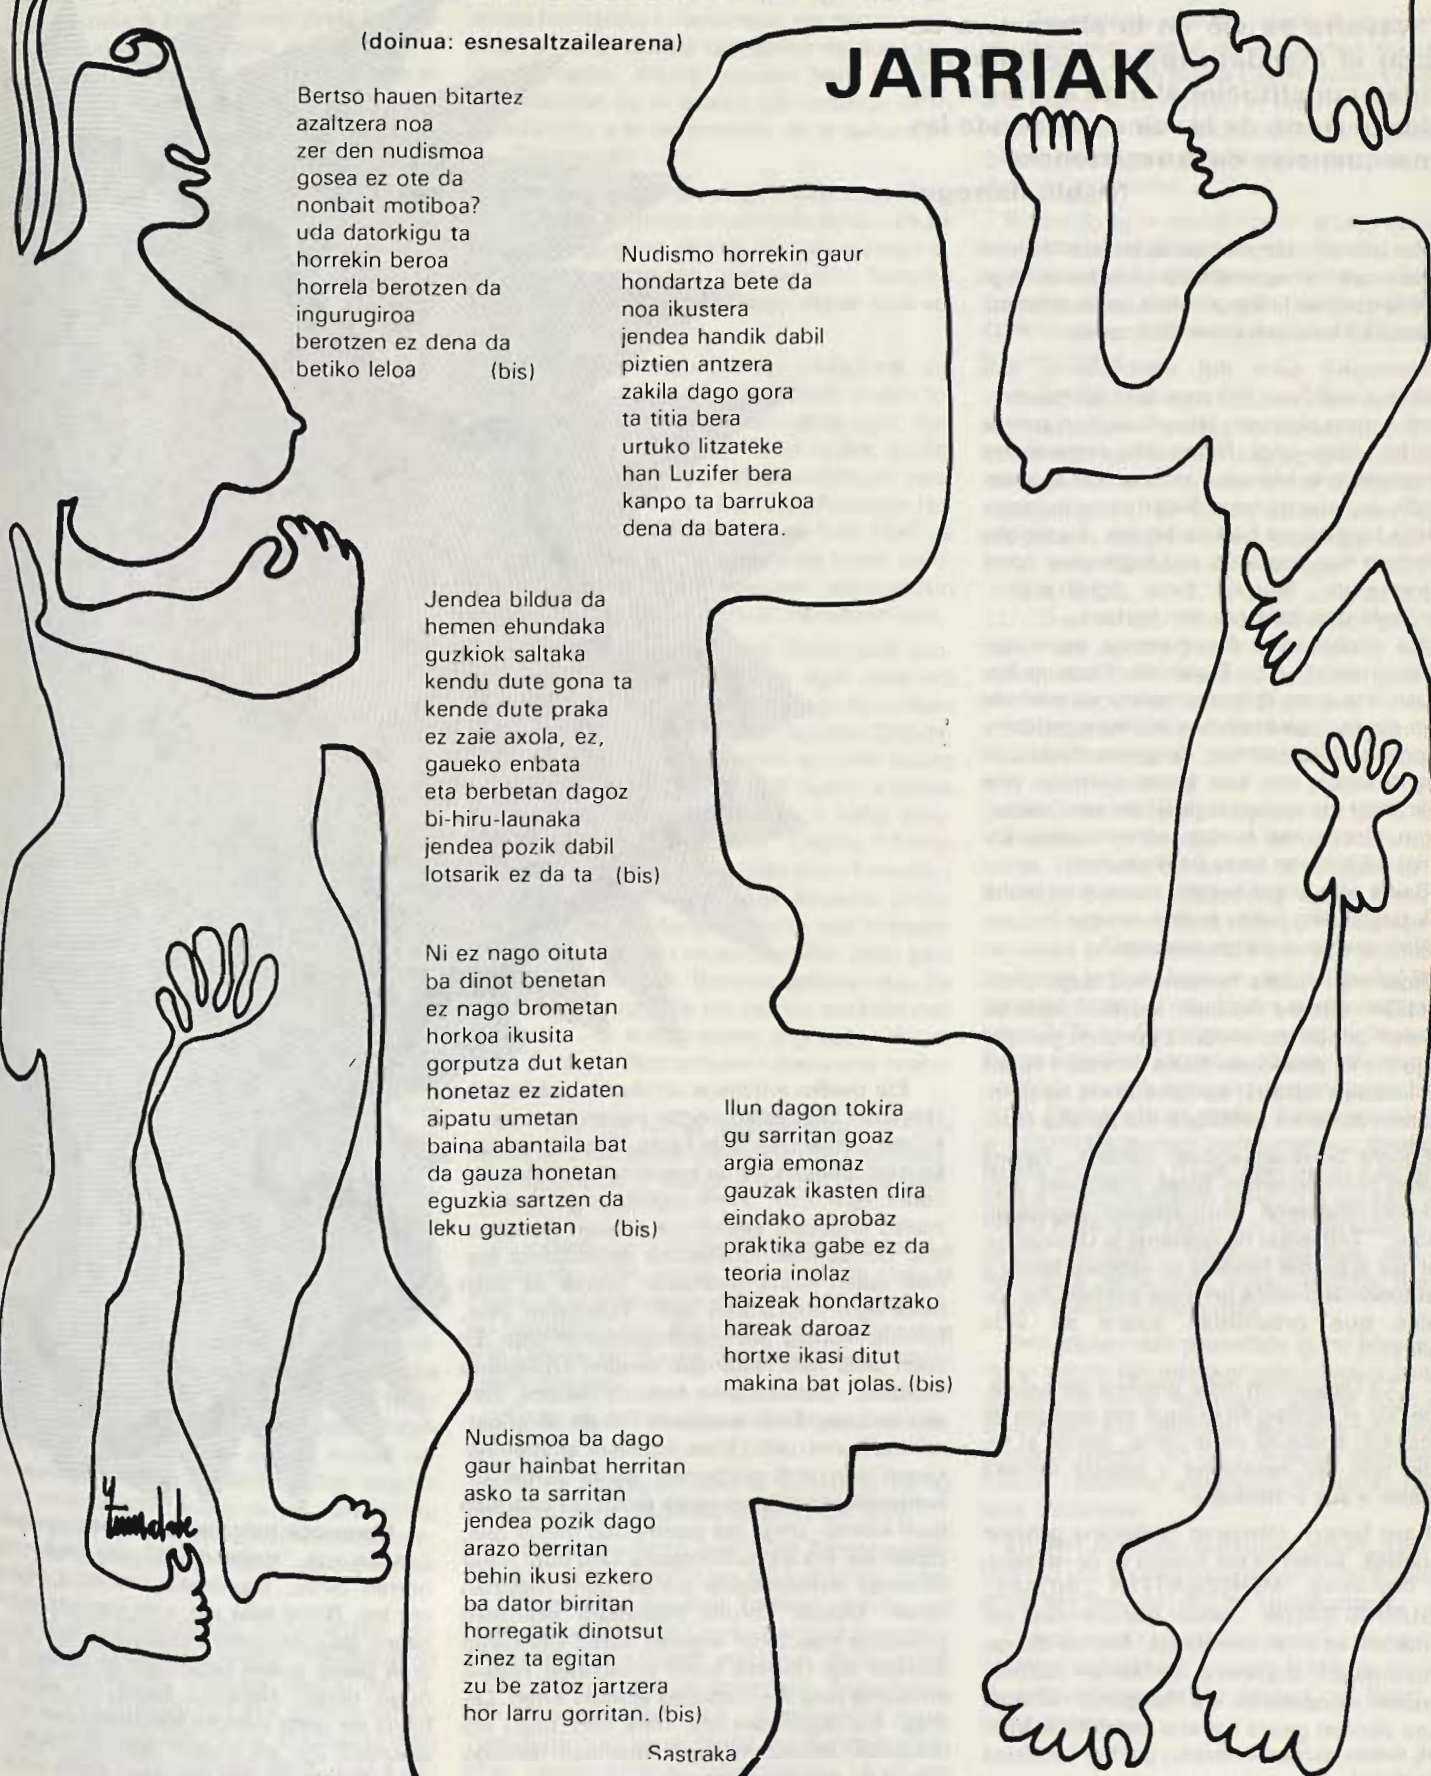 JARRIAK
(doinua: esnesaltzailearena)
Bertso hauen bitartez
azaltzera noa
zer den nudismoa
gosea ez ote da
nonbait motiboa?
uda datorkigu ta
horrekin beroa
horrela berotzen da
ingurugiroa
berotzen ez dena da
betiko leloa (bis)
Nudismo horrekin gaur
hondartza bete da
noa ikustera
jendea handik dabil
piztien antzera
zakila dago gora
ta titia bera
urtuko litzateke
han Luzifer bera
kanpo ta barrukoa
dena da batera.
Jendea bildua da
hemen ehundaka
guzkiok saltaka
kendu dute gona ta
kende dute praka
ez zaie axola, ez,
gaueko enbata
eta berbetan dagoz
bi-hiru-launaka
jendea pozik dabil
lotsarik ez da ta (bis)
Ni ez nago oituta
ba dinot benetan
ez nago brometan
horkoa ikusita
gorputza dut ketan
honetaz ez zidaten
aipatu umetan
baina abantaila bat
da gauza honetan
eguzkia sartzen da
leku guztietan (bis)
Ilun dagon tokira
gu sarritan goaz
argia emonaz
gauzak ikasten dira
eindako aprobaz
praktika gabe ez da
teoria inolaz
haizeak hondartzako
hareak daroaz
hortxe ikasi ditut
makina bat jolas. (bis)
Nudismoa ba dago
gaur hainbat herritan
asko ta sarritan
jendea pozik dago
arazo berritan
behin ikusi ezkero
ba dator birritan
horregatik dinotsut
zinez ta egitan
zu be zatoz jartzera
hor larru gorritan. (bis)
Sastraka